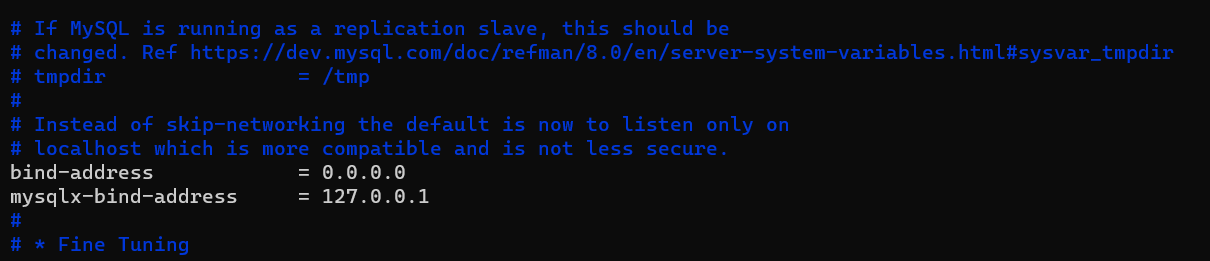 # If MySQL is running as a replication slave, this should be
# changed. Ref https://dev.mysql.com/doc/refman/8.0/en/server-system-variables.html#sysvar_tmpdir
# tmpdir                = /tmp
#
# Instead of skip-networking the default is now to listen only on
# localhost which is more compatible and is not less secure.
bind-address            = 0.0.0.0
mysqlx-bind-address     = 127.0.0.1
#
# * Fine Tuning